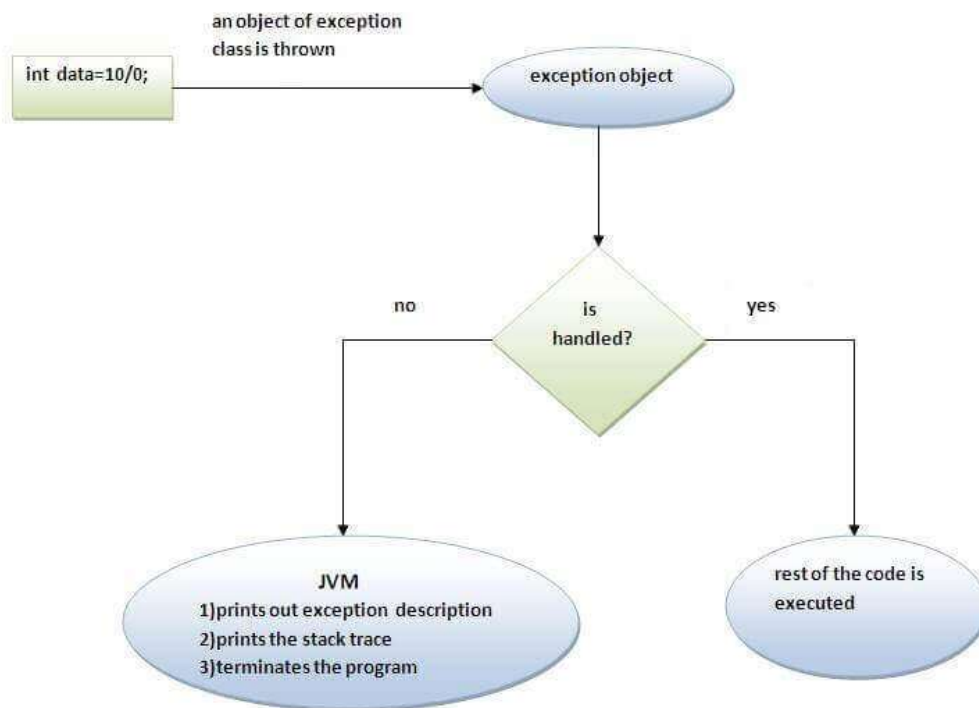 an object of exception
class is thrown
int data=10/0;
exception object
no
is
handled?
yes
JVM
1)prints out exception description
2)prints the stack trace
3)terminates the program
rest of the code is
executed